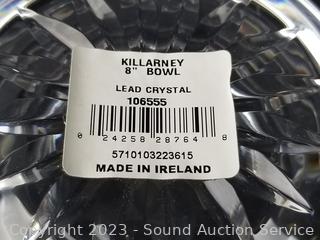 KILLARNEY
8" BOWL
LEAD CRYSTAL
106555
0 24258 28764 8
5710103223615
MADE IN IRELAND
Copyright © 2023 - Sound Auction Service